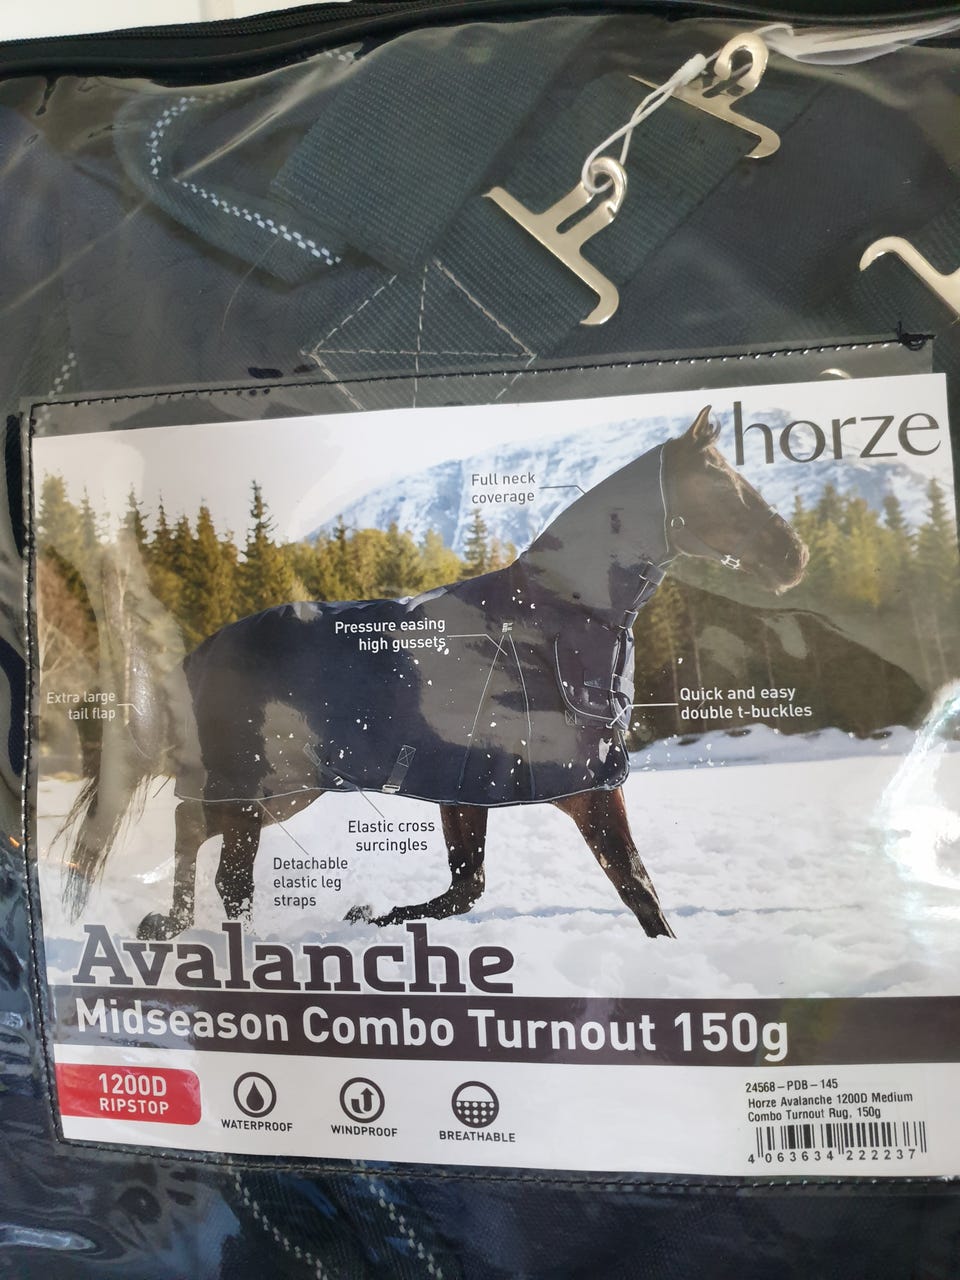 horze
Full neck
coverage
Pressure easing
high gussets
Extra large
tail flap
Quick and easy
double t-buckles
Elastic cross
surcingles
Detachable
elastic leg
straps
Avalanche
Midseason Combo Turnout 150g
1200D
RIPSTOP
WATERPROOF
WINDPROOF
BREATHABLE
24568-PDB-145
Horze Avalanche 1200D Medium
Combo Turnout Rug, 150g
4 063634 222237